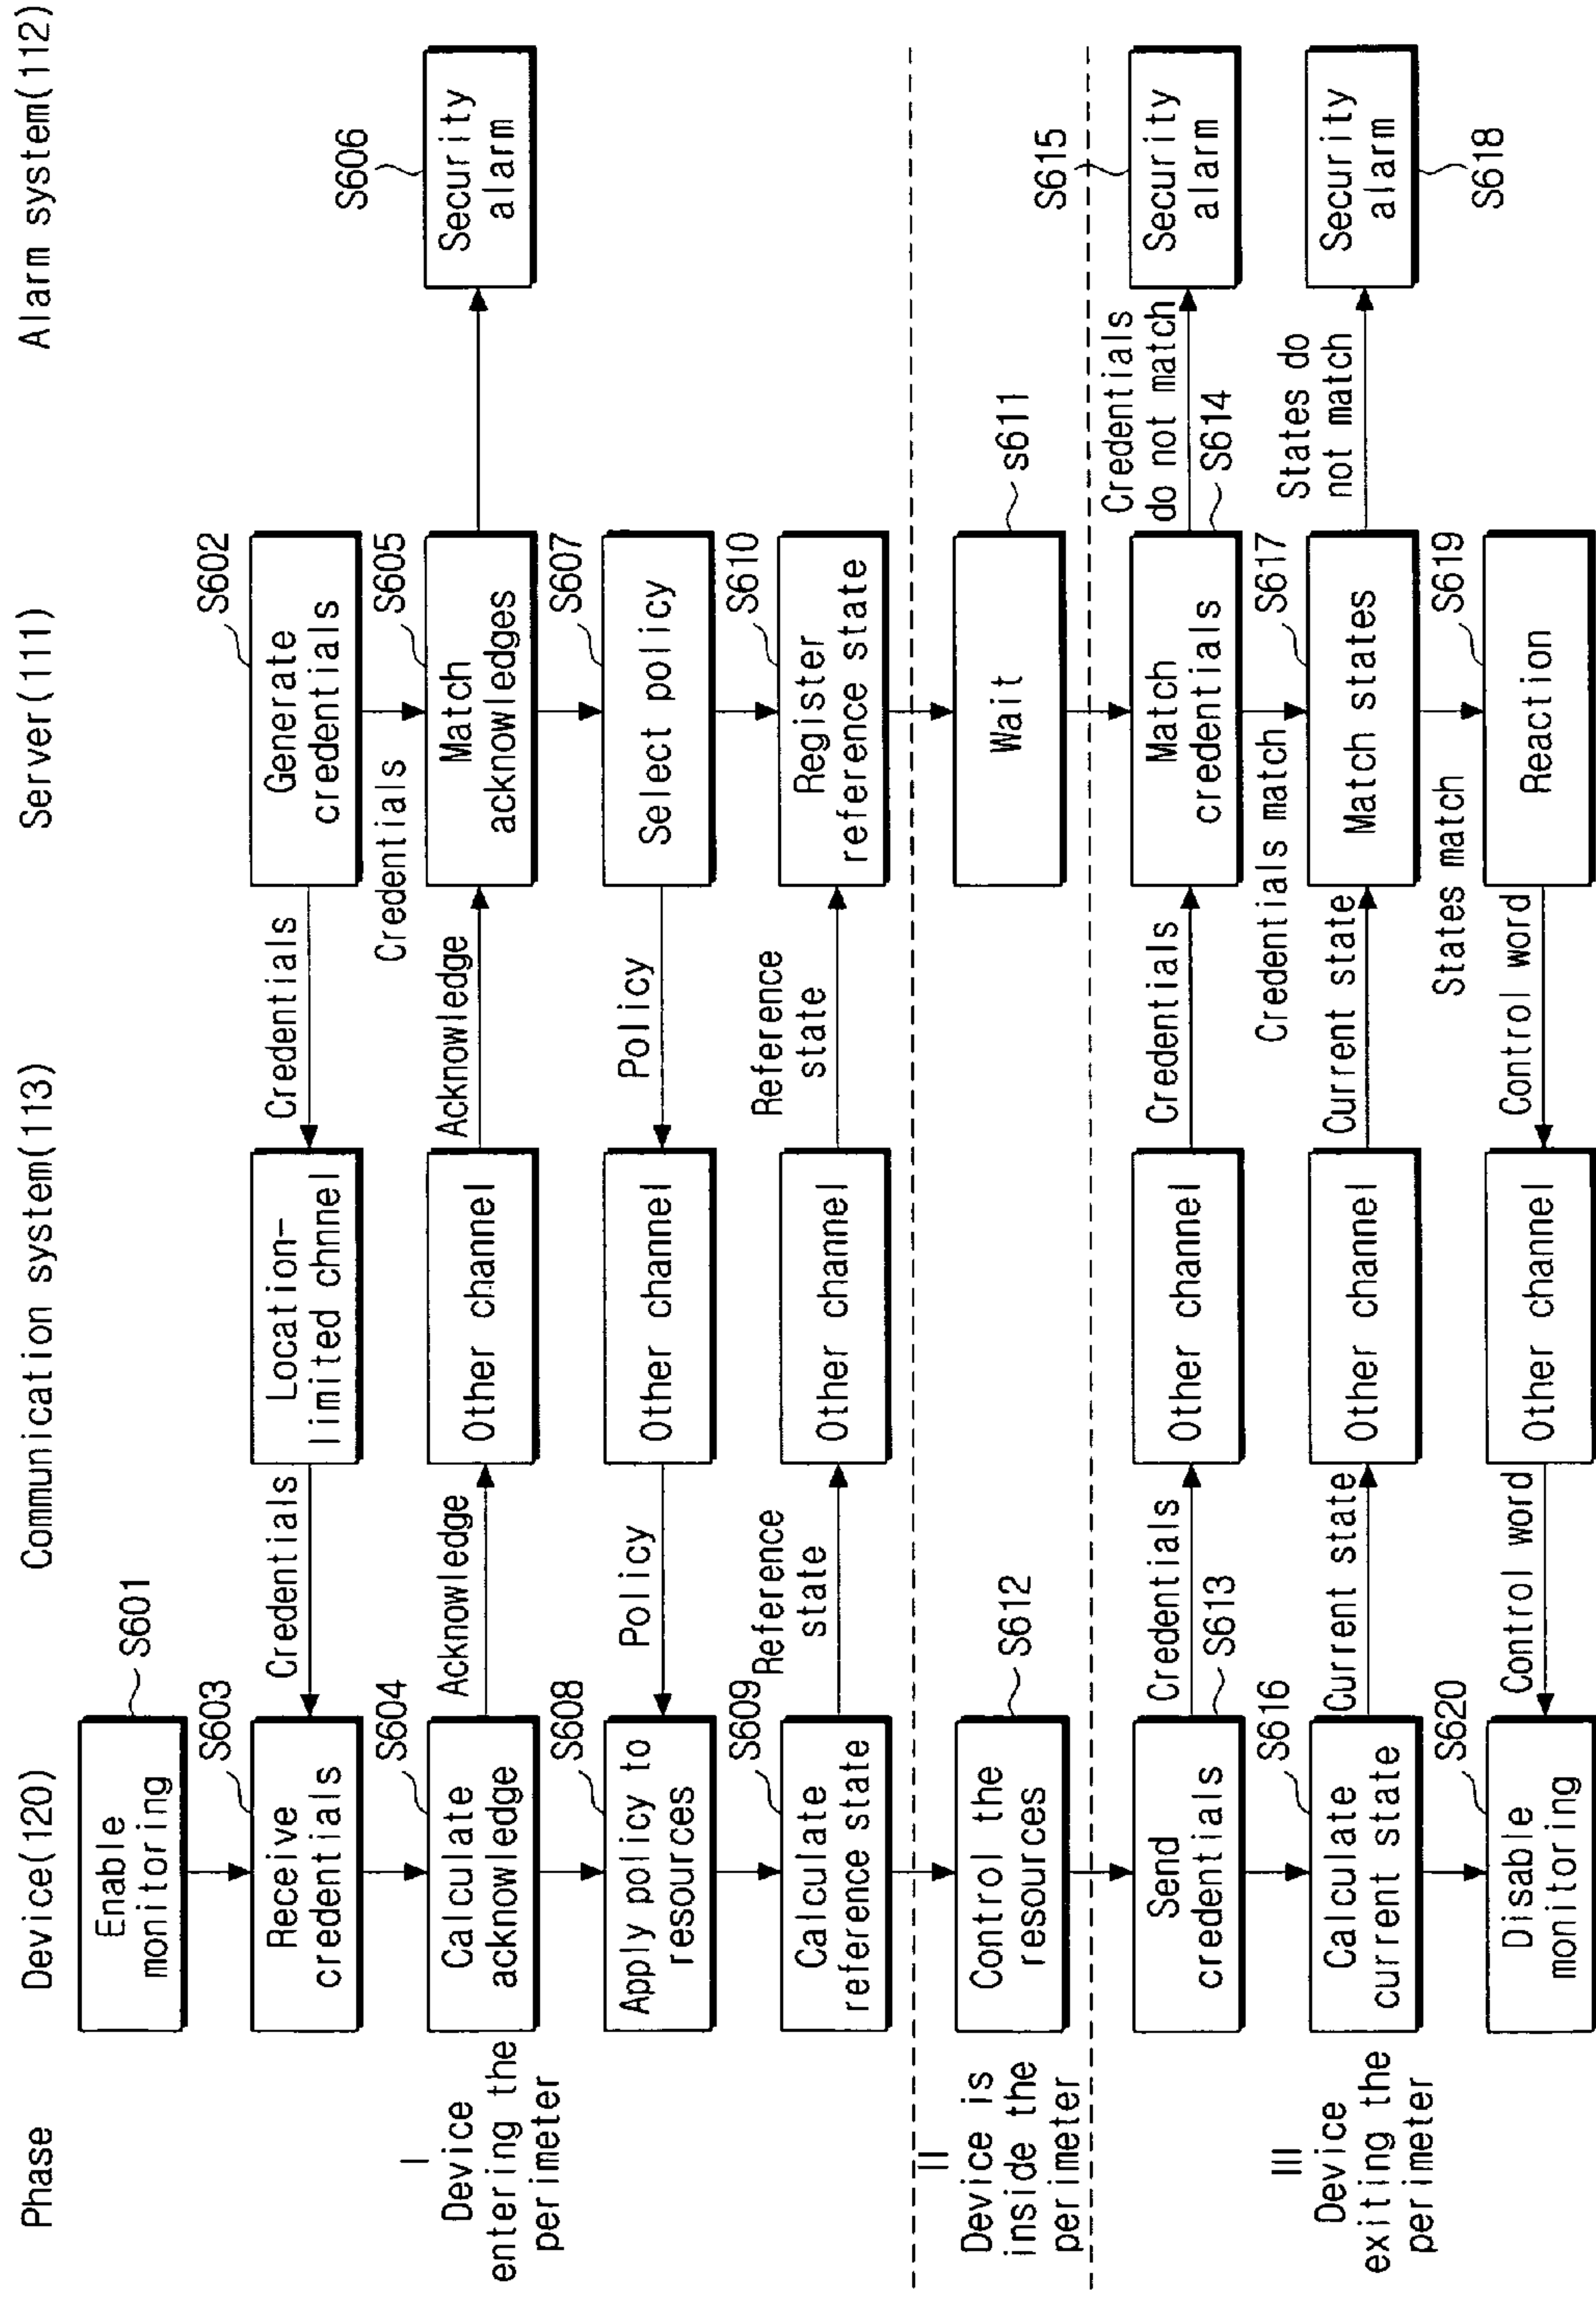 Phase
Device(120)
Communication system(113)
Server(111)
Alarm system(112)
I
Device
entering the
perimeter
Enable
monitoring
S601
S603
Receive
credentials
Credentials
Location-
limited chnnel
Credentials
S602
Generate
credentials
Credentials
S604
Calculate
acknowledge
Acknowledge
Other channel
Acknowledge
S605
Match
acknowledges
S606
Security
alarm
S608
Apply policy to
resources
Policy
Other channel
Policy
S607
Select policy
S609
Calculate
reference state
Reference
state
Other channel
Reference
state
S610
Register
reference state
II
Device is
inside the
perimeter
Control the
resources
S612
Wait
s611
III
Device
exiting the
perimeter
Send
credentials
S613
Credentials
Other channel
Credentials
Match
credentials
S614
Credentials
do not match
S615
Security
alarm
Credentials match
S616
Calculate
current state
Current state
Other channel
Current state
S617
Match states
States do
not match
Security
alarm
S618
States match
S620
Disable
monitoring
Control word
Other channel
Control word
S619
Reaction